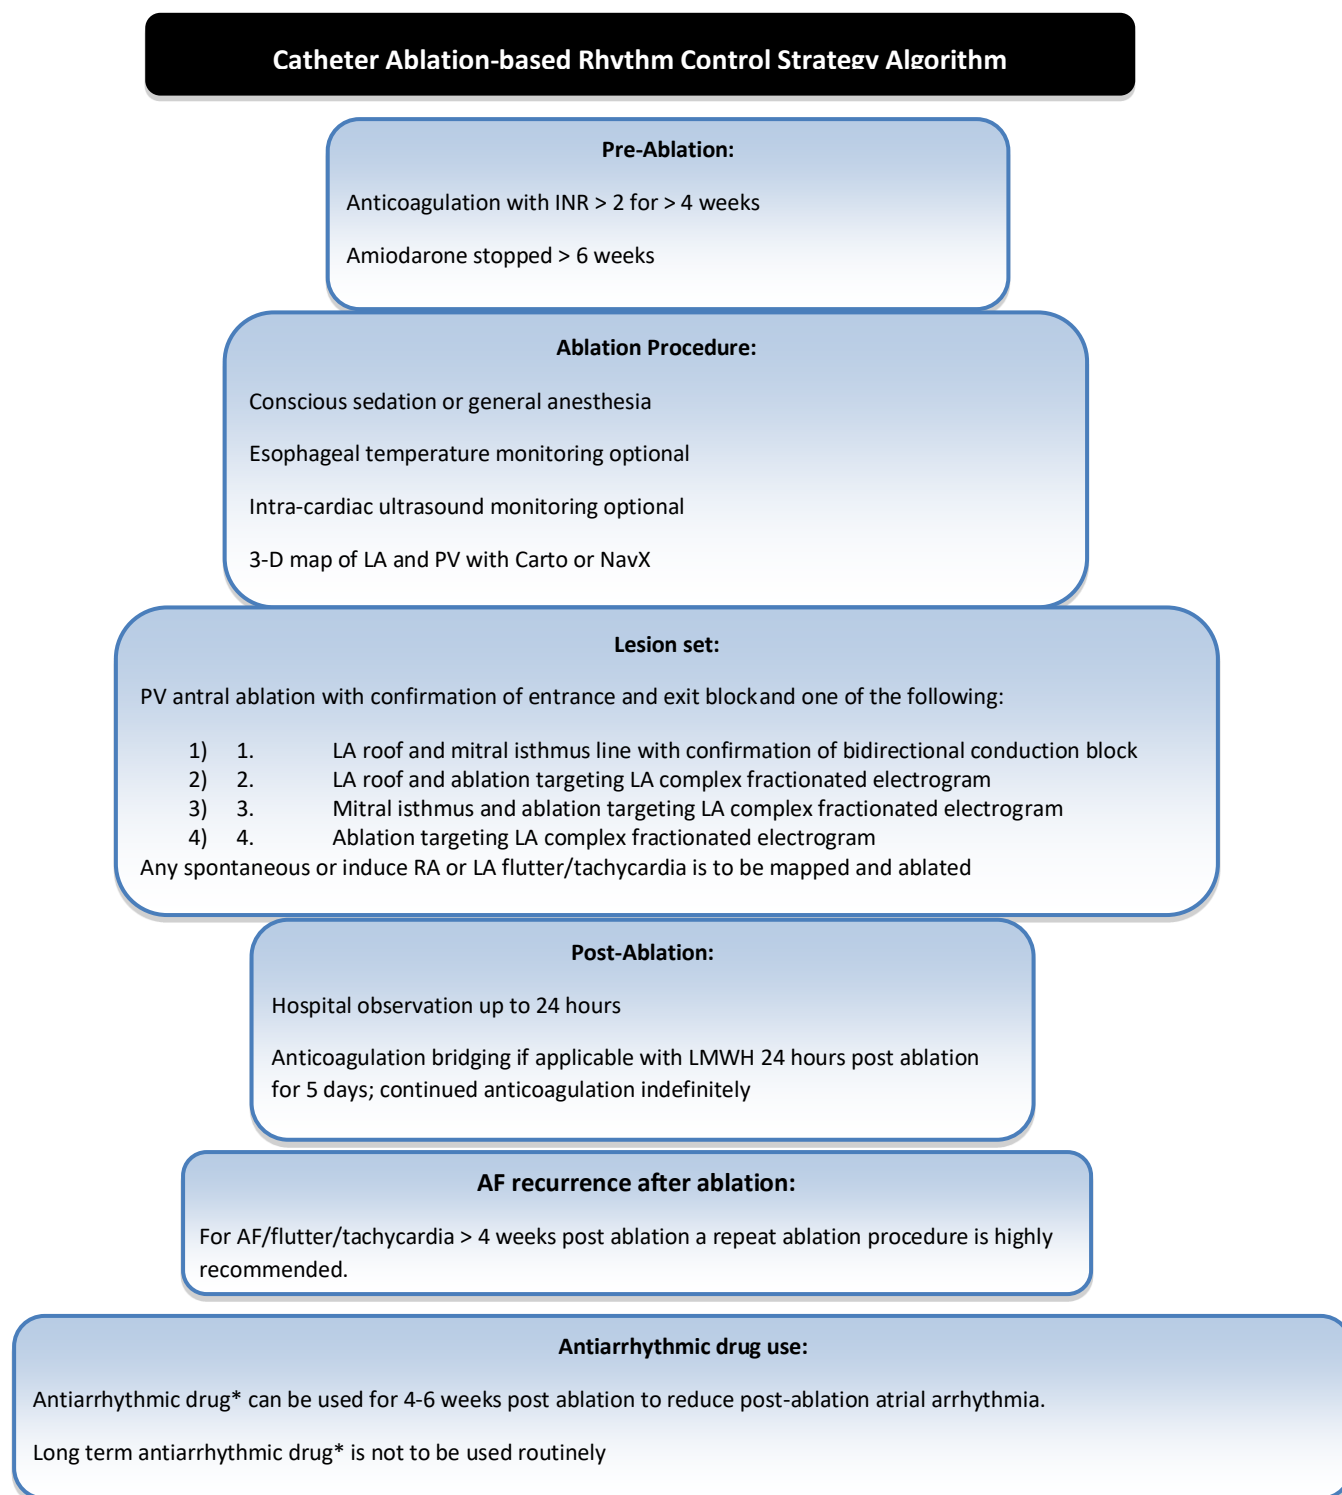 Catheter Ablation-based Rhythm Control Strategy Algorithm
Pre-Ablation:
Anticoagulation with INR > 2 for > 4 weeks
Amiodarone stopped > 6 weeks
Ablation Procedure:
Conscious sedation or general anesthesia
Esophageal temperature monitoring optional
Intra-cardiac ultrasound monitoring optional
3-D map of LA and PV with Carto or NavX
Lesion set:
PV antral ablation with confirmation of entrance and exit block and one of the following:
1) 1. LA roof and mitral isthmus line with confirmation of bidirectional conduction block
2) 2. LA roof and ablation targeting LA complex fractionated electrogram
3) 3. Mitral isthmus and ablation targeting LA complex fractionated electrogram
4) 4. Ablation targeting LA complex fractionated electrogram
Any spontaneous or induce RA or LA flutter/tachycardia is to be mapped and ablated
Post-Ablation:
Hospital observation up to 24 hours
Anticoagulation bridging if applicable with LMWH 24 hours post ablation
for 5 days; continued anticoagulation indefinitely
AF recurrence after ablation:
For AF/flutter/tachycardia > 4 weeks post ablation a repeat ablation procedure is highly
recommended.
Antiarrhythmic drug use:
Antiarrhythmic drug* can be used for 4-6 weeks post ablation to reduce post-ablation atrial arrhythmia.
Long term antiarrhythmic drug* is not to be used routinely